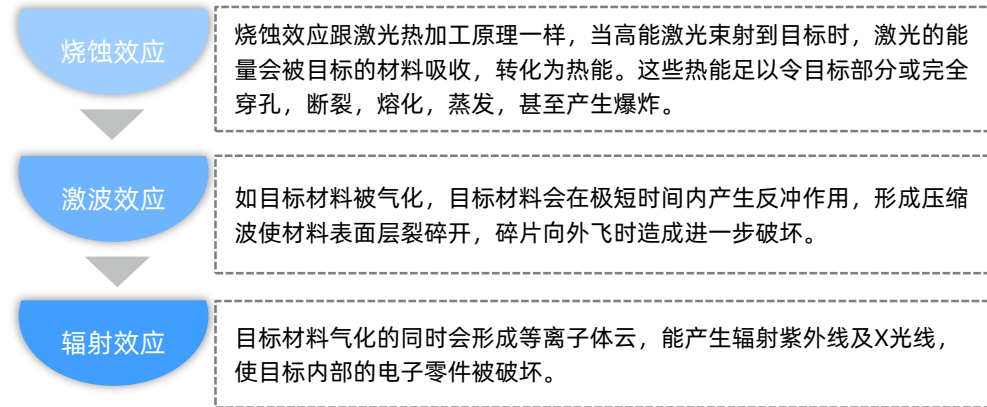 烧蚀效应
烧蚀效应跟激光热加工原理一样，当高能激光束射到目标时，激光的能
量会被目标的材料吸收，转化为热能。这些热能足以令目标部分或完全
穿孔，断裂，熔化，蒸发，甚至产生爆炸。
激波效应
如目标材料被气化，目标材料会在极短时间内产生反冲作用，形成压缩
波使材料表面层裂碎开，碎片向外飞时造成进一步破坏。
辐射效应
目标材料气化的同时会形成等离子体云，能产生辐射紫外线及X光线，
使目标内部的电子零件被破坏。